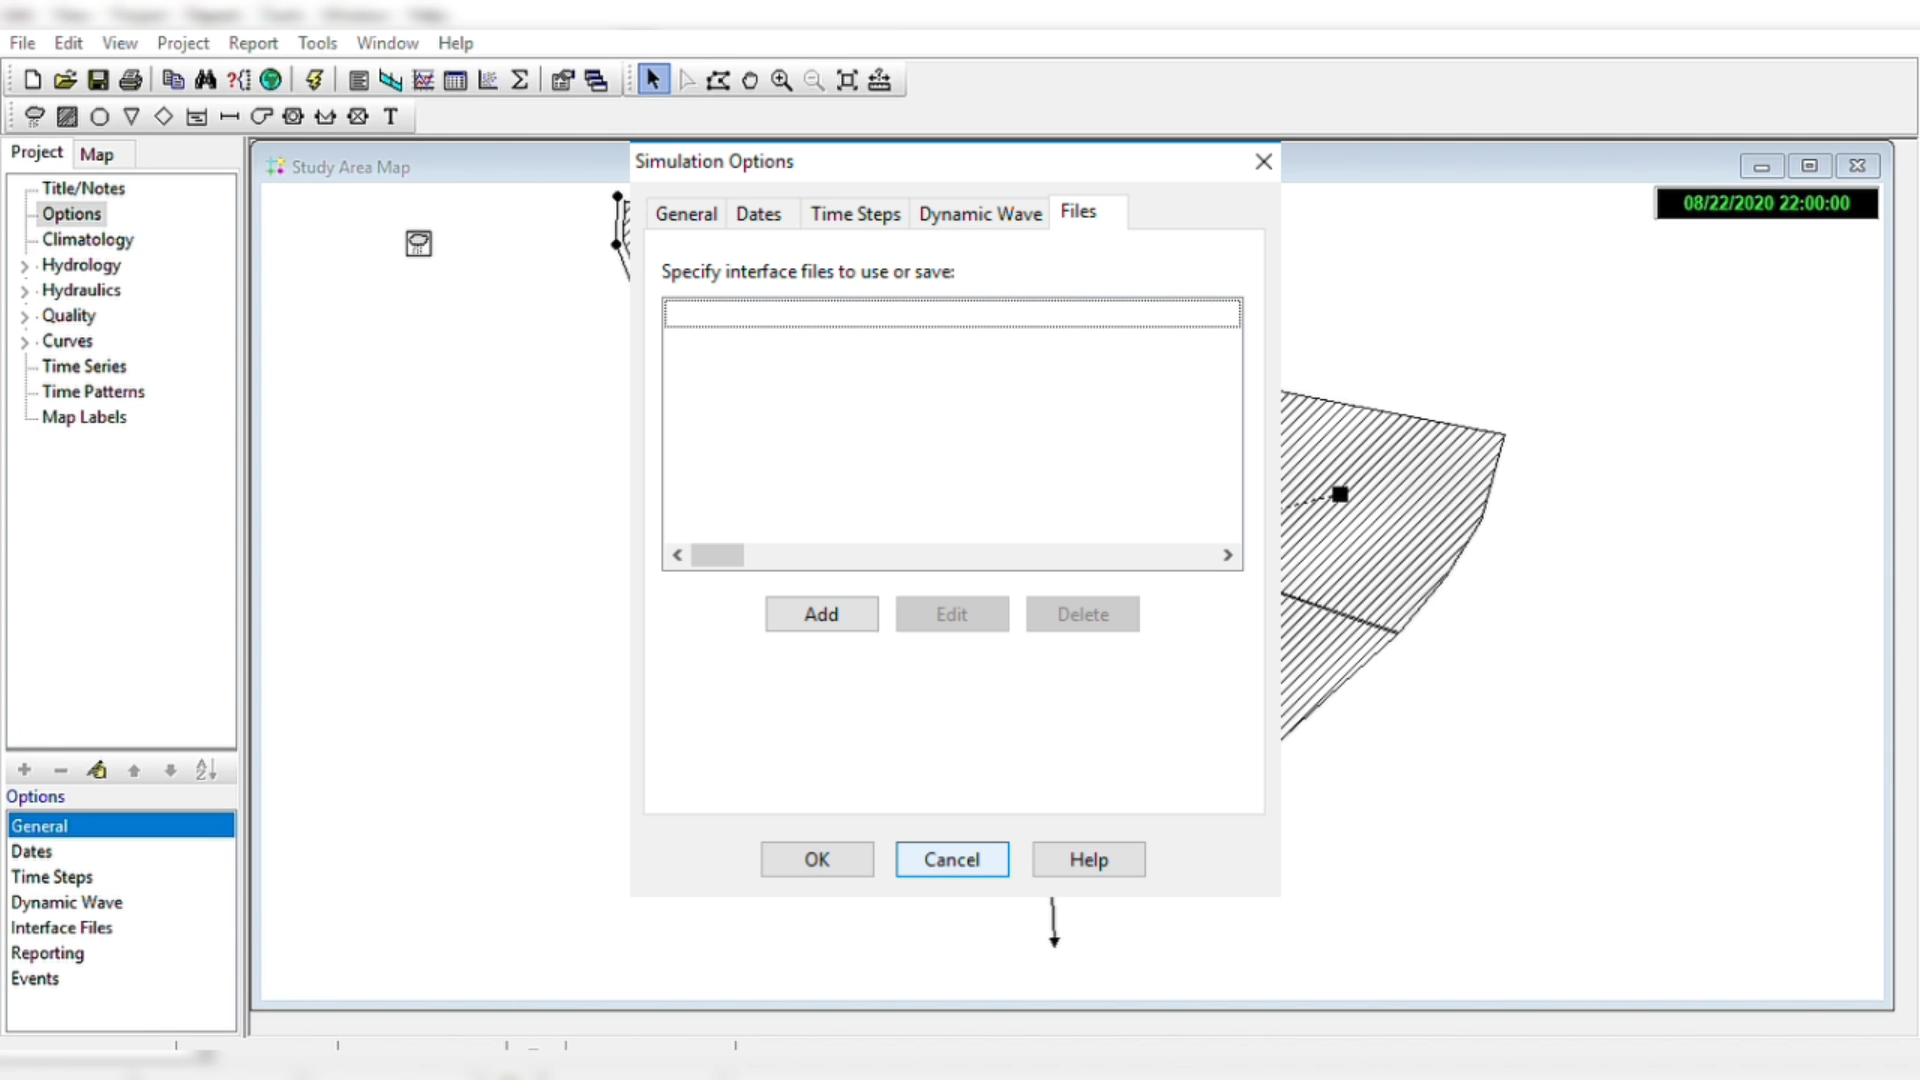 File Edit View Project Report Tools Window Help
T
Project Map
Title/Notes
Options
Climatology
Hydrology
Hydraulics
Quality
Curves
Time Series
Time Patterns
Map Labels
Options
General
Dates
Time Steps
Dynamic Wave
Interface Files
Reporting
Events
Study Area Map
08/22/2020 22:00:00
Simulation Options
General Dates Time Steps Dynamic Wave Files
Specify interface files to use or save:
Add Edit Delete
OK Cancel Help